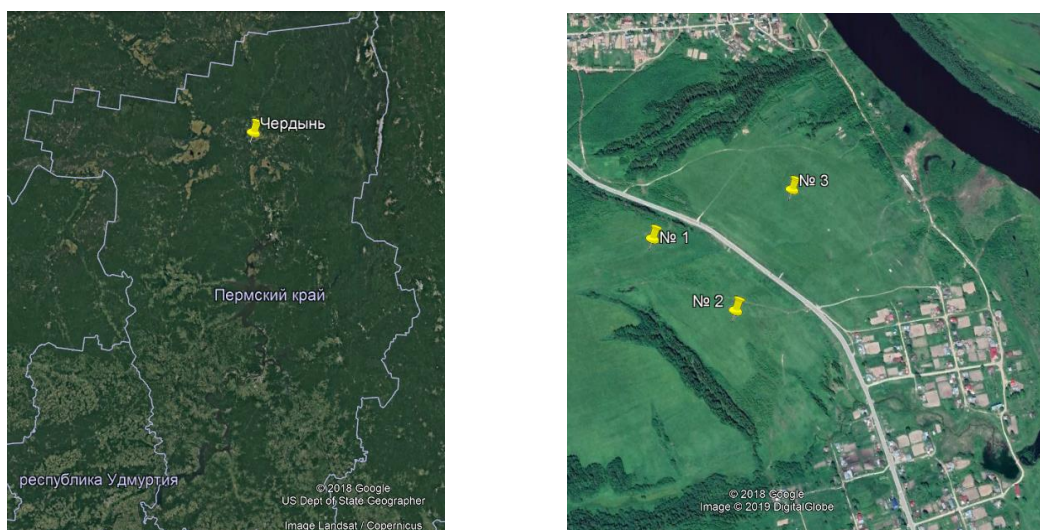 Чердынь
Пермский край
республика Удмуртия
© 2018 Google
US Dept of State Geographer
Image Landsat / Copernicus
№ 3
№ 1
№ 2
© 2018 Google
Image © 2019 DigitalGlobe